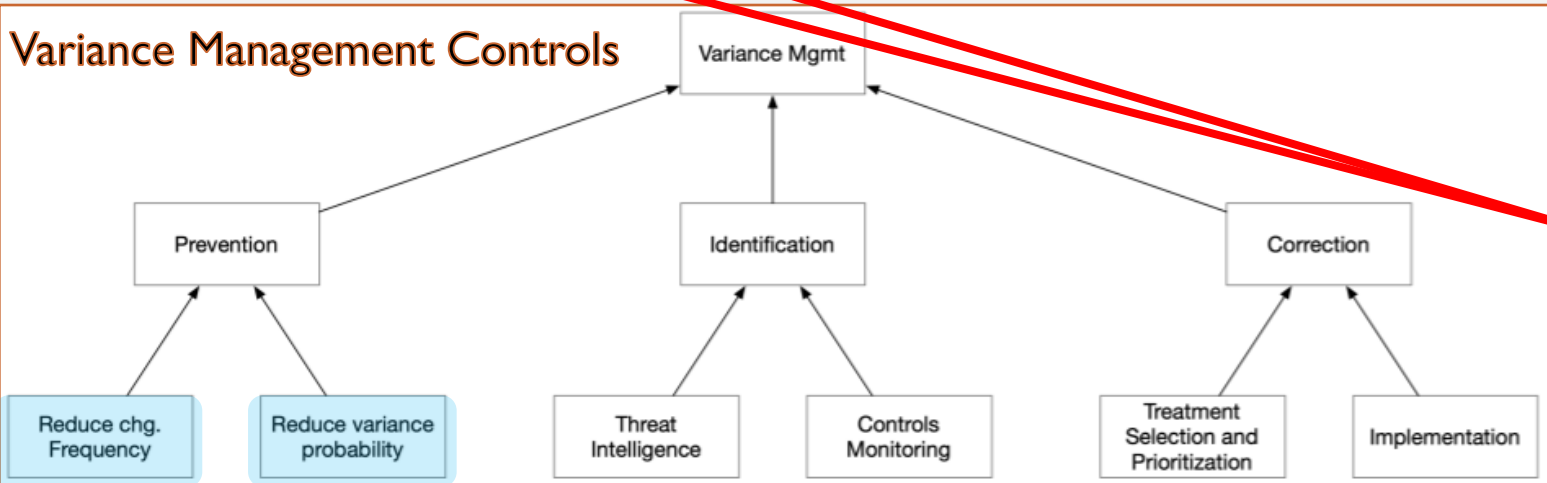 Variance Management Controls
Variance Mgmt
Prevention
Identification
Correction
Reduce chg.
Frequency
Reduce variance
probability
Threat
Intelligence
Controls
Monitoring
Treatment
Selection and
Prioritization
Implementation